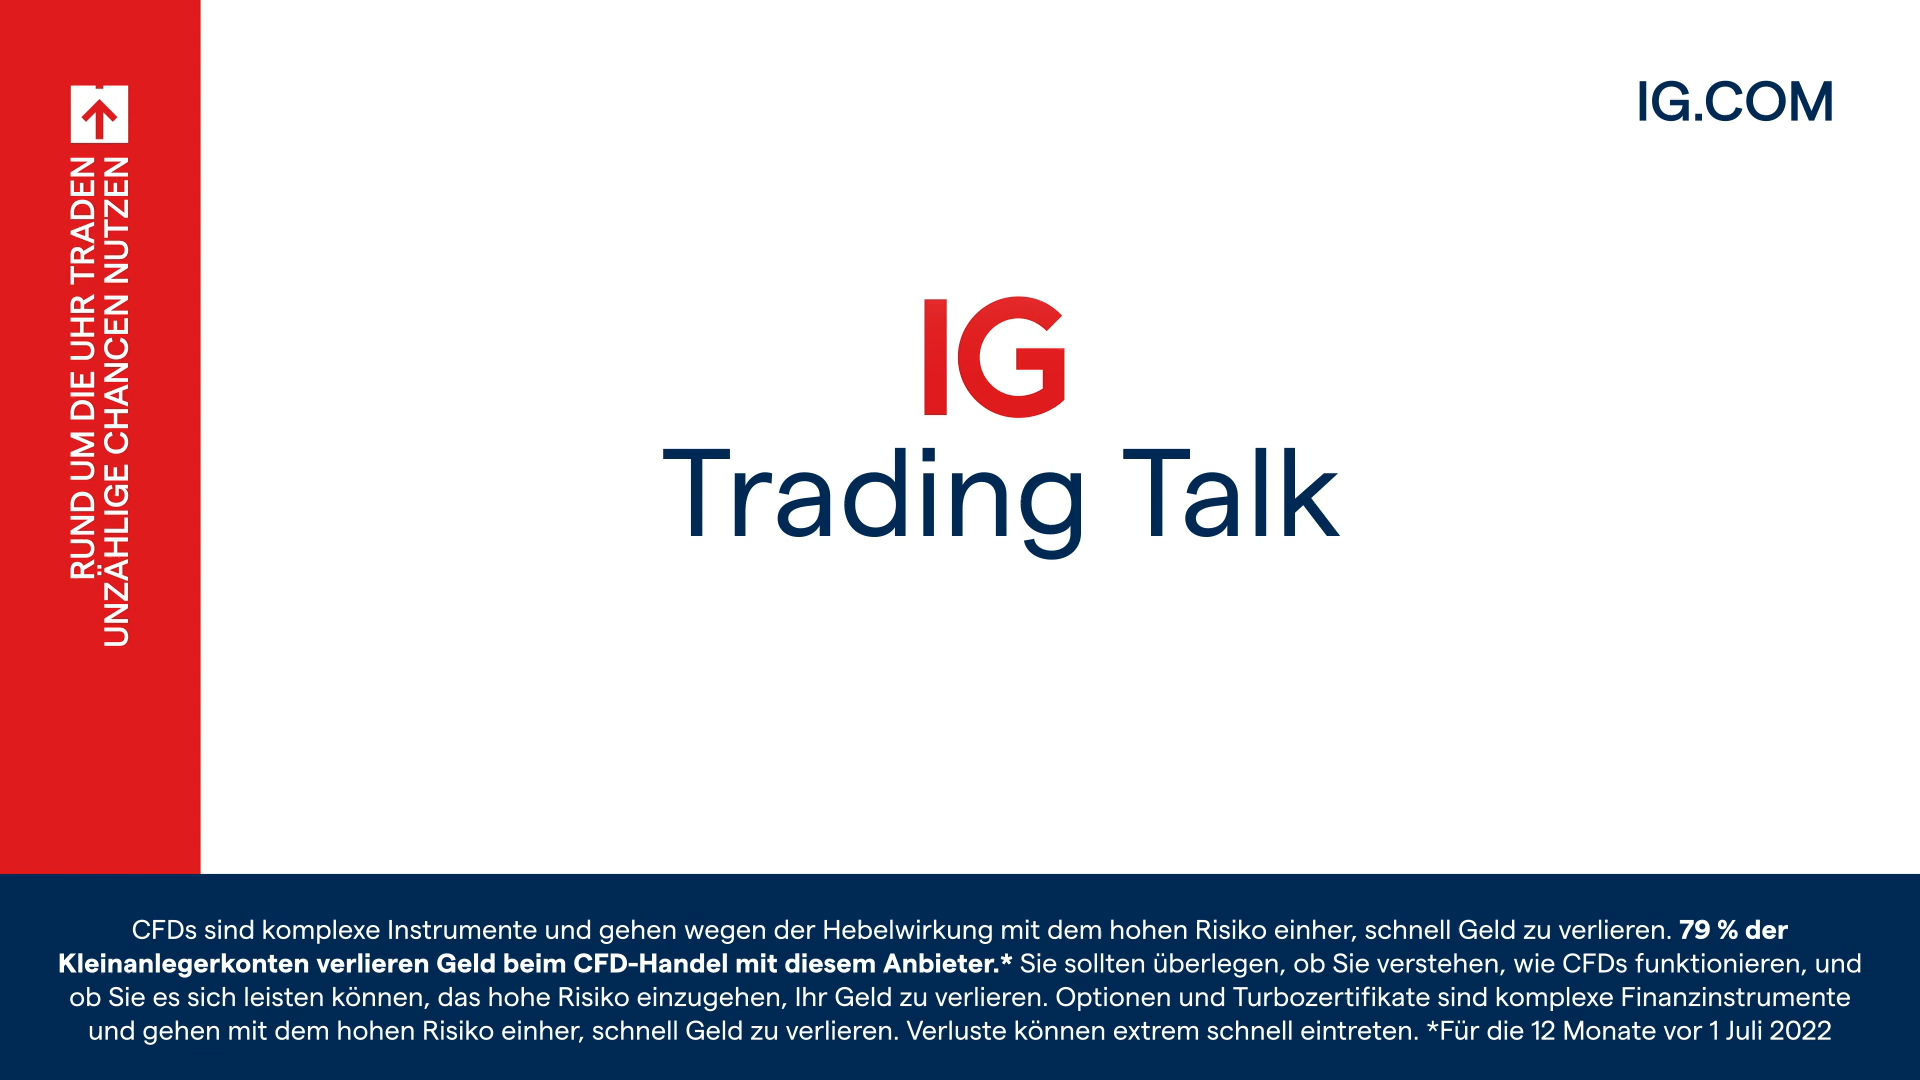 RUND UM DIE UHR TRADEN
UNZÄHLIGE CHANCEN NUTZEN
IG.COM
IG
Trading Talk
CFDs sind komplexe Instrumente und gehen wegen der Hebelwirkung mit dem hohen Risiko einher, schnell Geld zu verlieren. 79 % der
Kleinanlegerkonten verlieren Geld beim CFD-Handel mit diesem Anbieter.* Sie sollten überlegen, ob Sie verstehen, wie CFDs funktionieren, und
ob Sie es sich leisten können, das hohe Risiko einzugehen, Ihr Geld zu verlieren. Optionen und Turbozertifikate sind komplexe Finanzinstrumente
und gehen mit dem hohen Risiko einher, schnell Geld zu verlieren. Verluste können extrem schnell eintreten. *Für die 12 Monate vor 1 Juli 2022